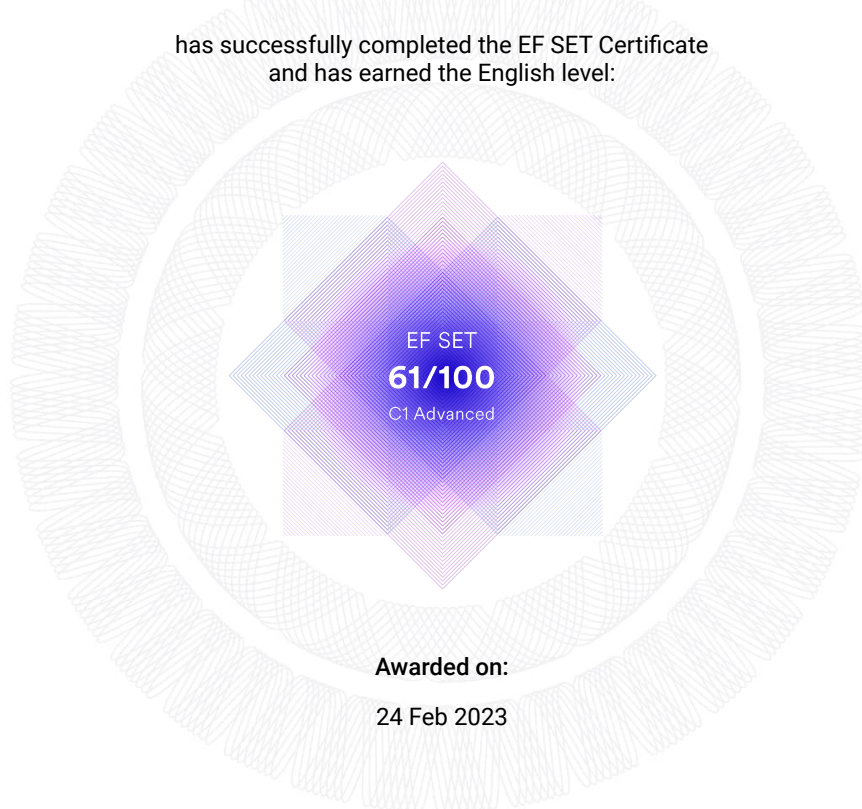 has successfully completed the EF SET Certificate
and has earned the English level:
EF SET
61/100
C1 Advanced
Awarded on:
24 Feb 2023